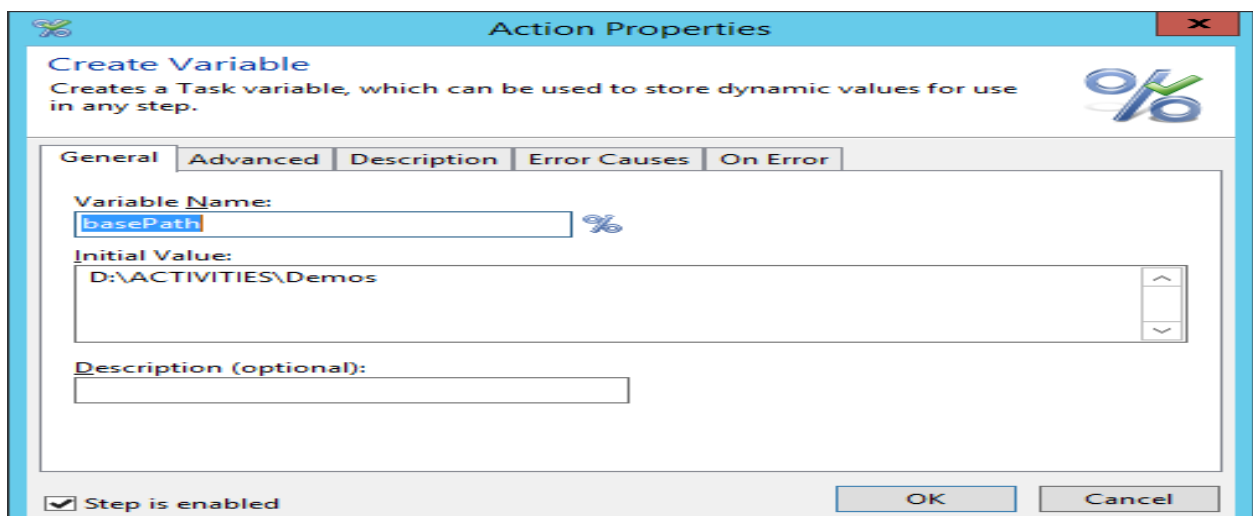 Action Properties
Create Variable
Creates a Task variable, which can be used to store dynamic values for use
in any step.
General Advanced Description Error Causes On Error
Variable Name:
basePath
Initial Value:
D:\ACTIVITIES\Demos
Description (optional):
Step is enabled OK Cancel